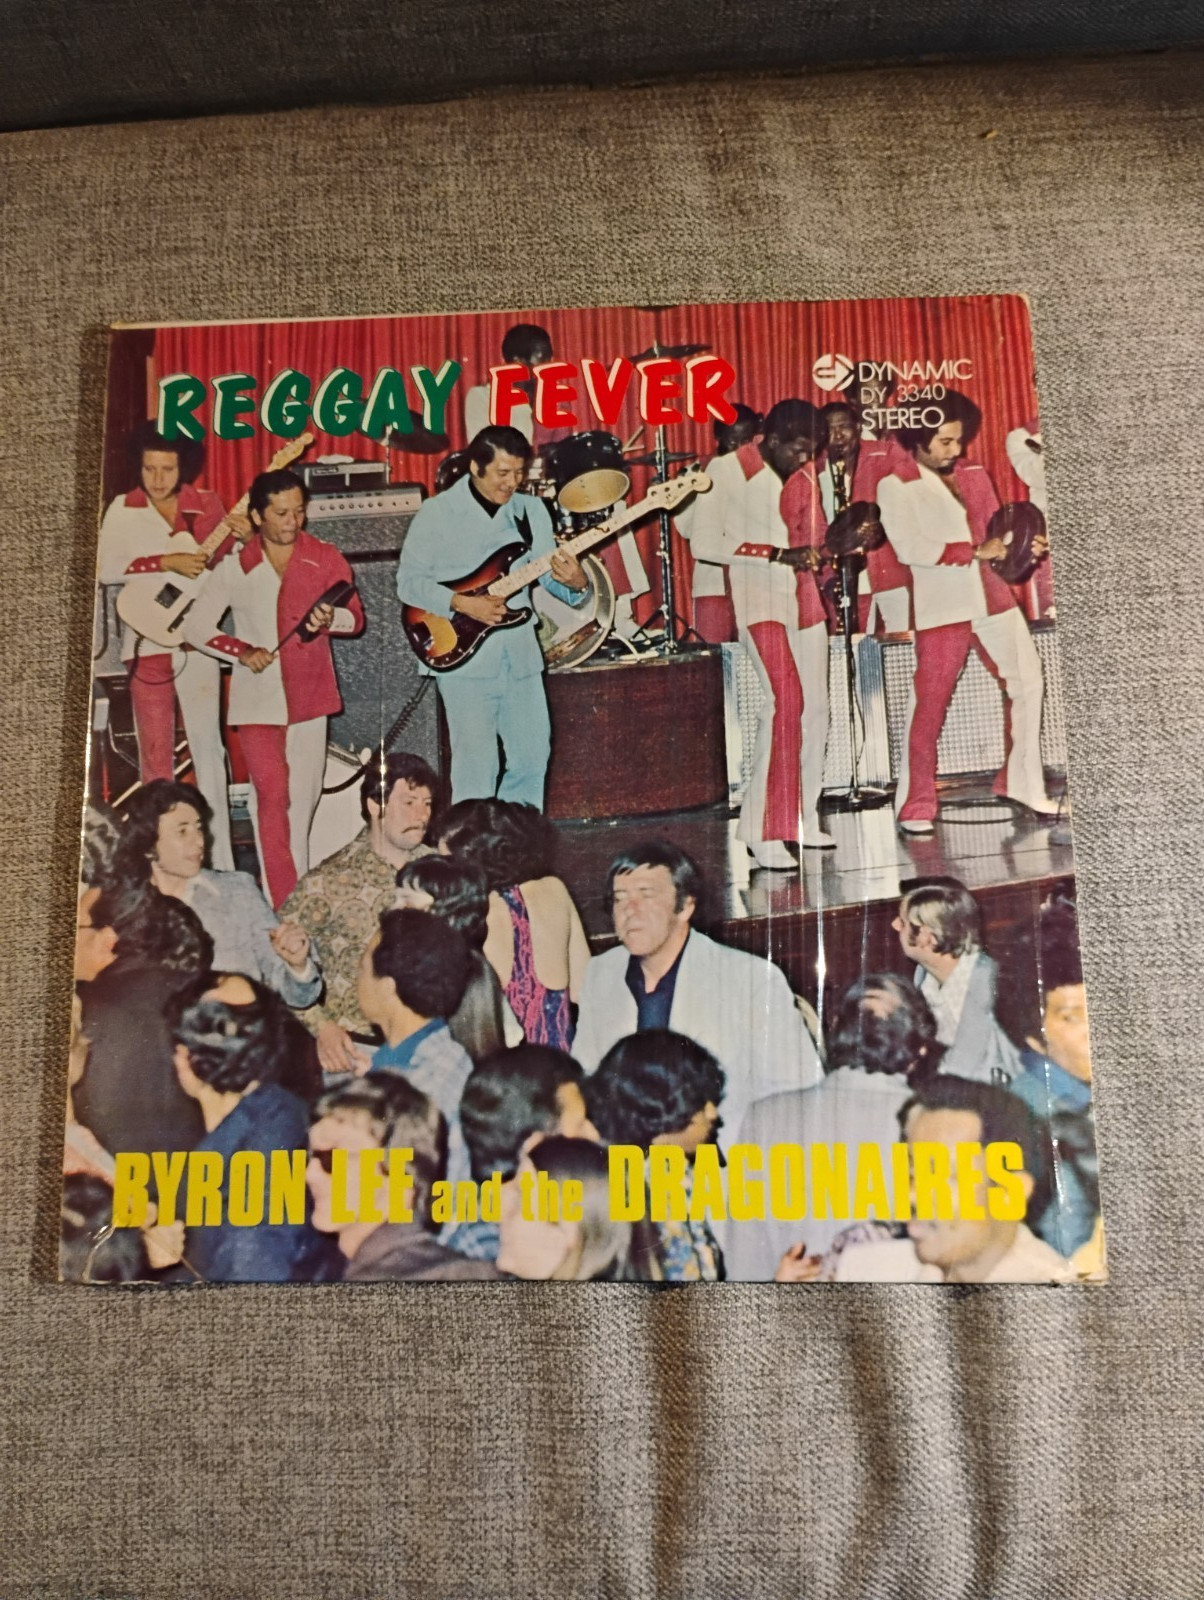 REGGAY FEVER
DYNAMIC
DY 3340
STEREO
BYRON LEE and the DRAGONAIRES